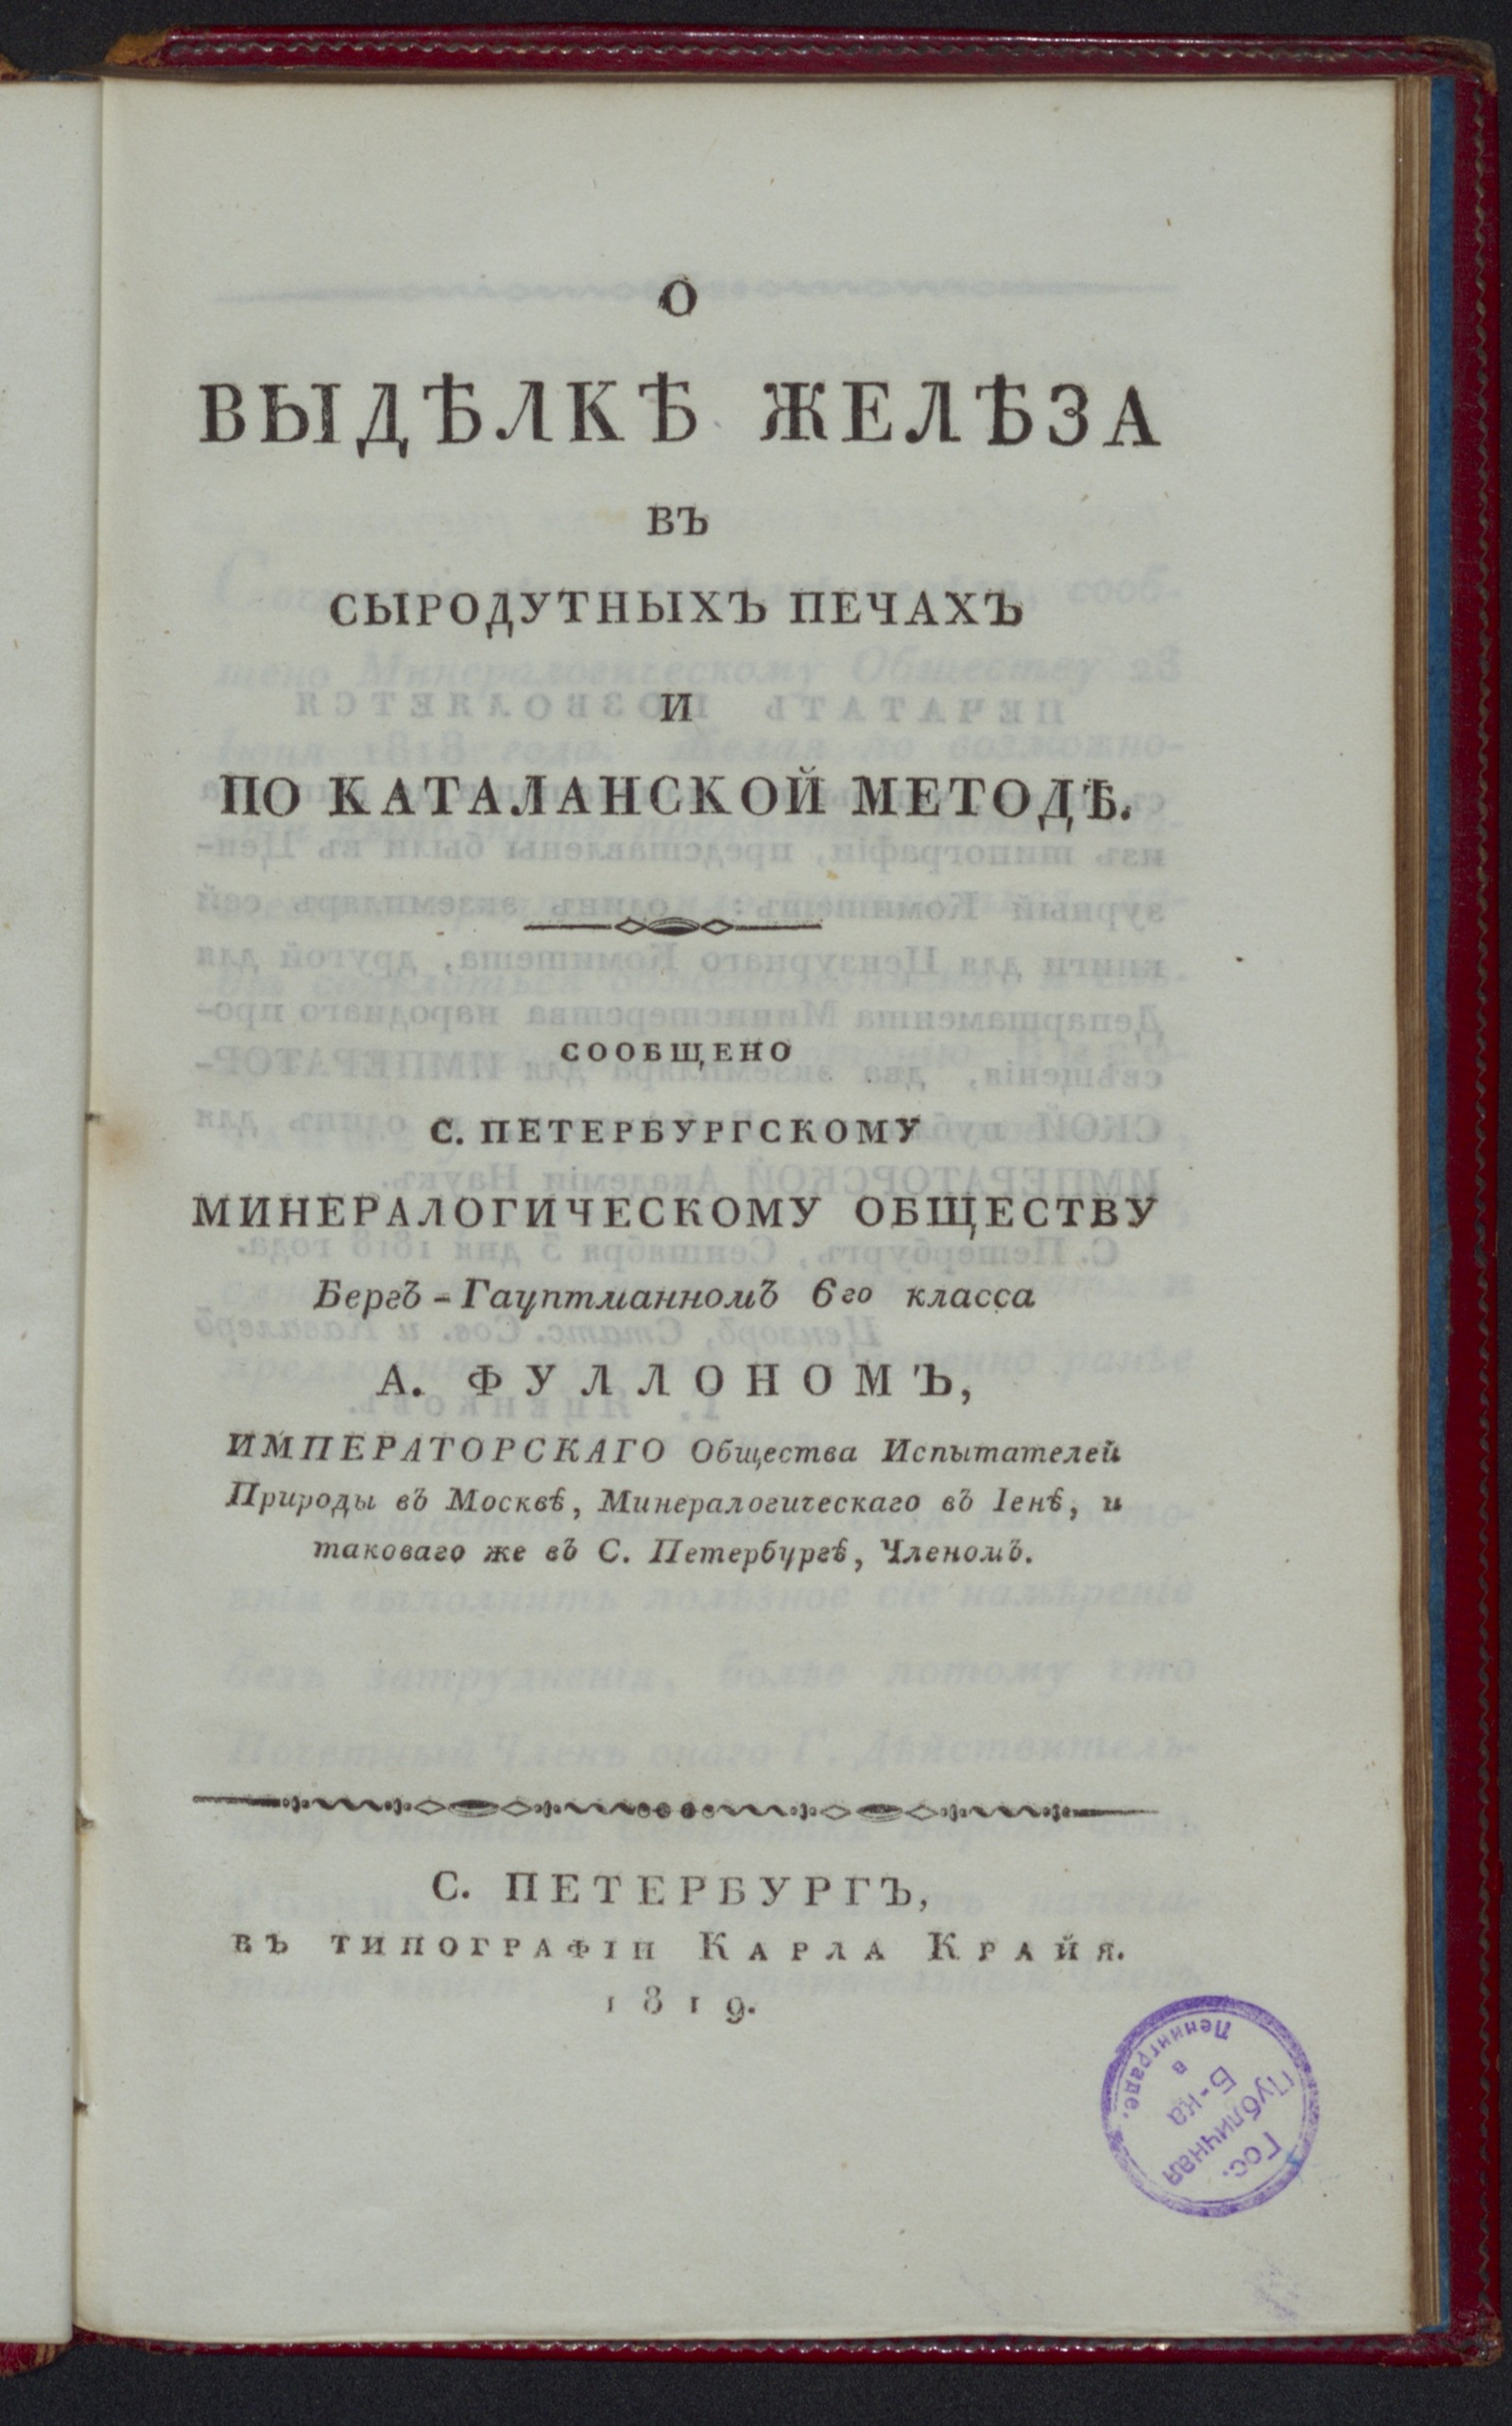 О
ВЫДѢЛКѢ ЖЕЛѢЗА
ВЪ
СЫРОДУТНЫХЪ ПЕЧАХЪ
И
ПО КАТАЛАНСКОЙ МЕТОДѢ.
СООБЩЕНО
С. ПЕТЕРБУРГСКОМУ
МИНЕРАЛОГИЧЕСКОМУ ОБЩЕСТВУ
Бергъ-Гауптманномъ 6го класса
А. ФУЛЛОНОМЪ,
ИМПЕРАТОРСКАГО Общества Испытателей
Природы въ Москвѣ, Минералогическаго въ Іенѣ, и
таковаго же въ С. Петербургѣ, Членомъ.
С. ПЕТЕРБУРГЪ,
ВЪ ТИПОГРАФІИ КАРЛА КРАЙЯ.
1819.
Гос.
Публичная
Б-ка
в
Ленинграде.